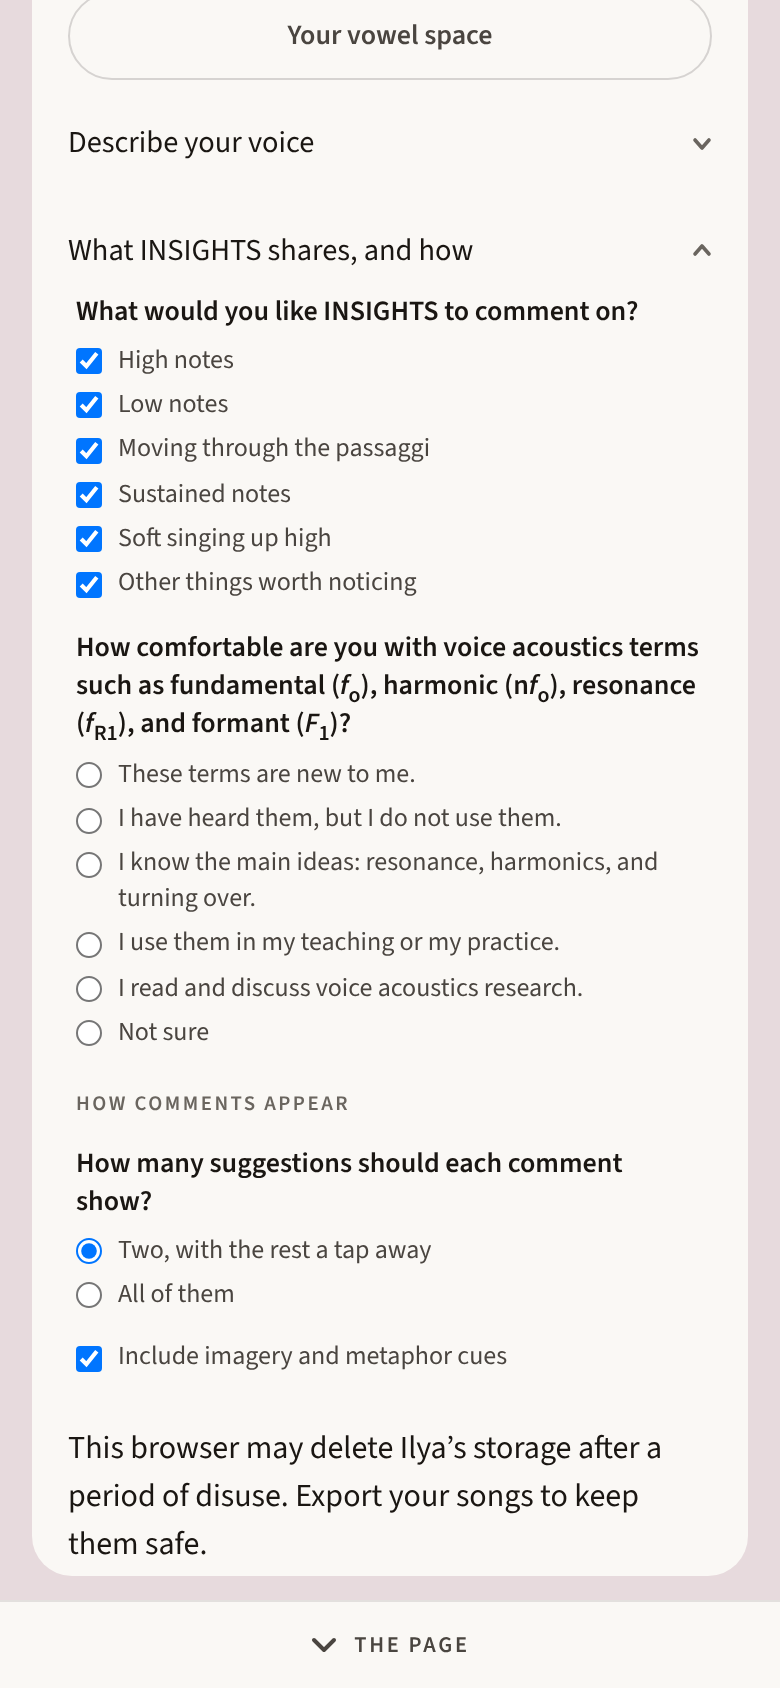 Your vowel space
Describe your voice
What INSIGHTS shares, and how
What would you like INSIGHTS to comment on?
High notes
Low notes
Moving through the passaggi
Sustained notes
Soft singing up high
Other things worth noticing
How comfortable are you with voice acoustics terms
such as fundamental (fo), harmonic (nfo), resonance
(fR1), and formant (F1)?
These terms are new to me.
I have heard them, but I do not use them.
I know the main ideas: resonance, harmonics, and
turning over.
I use them in my teaching or my practice.
I read and discuss voice acoustics research.
Not sure
HOW COMMENTS APPEAR
How many suggestions should each comment
show?
Two, with the rest a tap away
All of them
Include imagery and metaphor cues
This browser may delete Ilya’s storage after a
period of disuse. Export your songs to keep
them safe.
THE PAGE